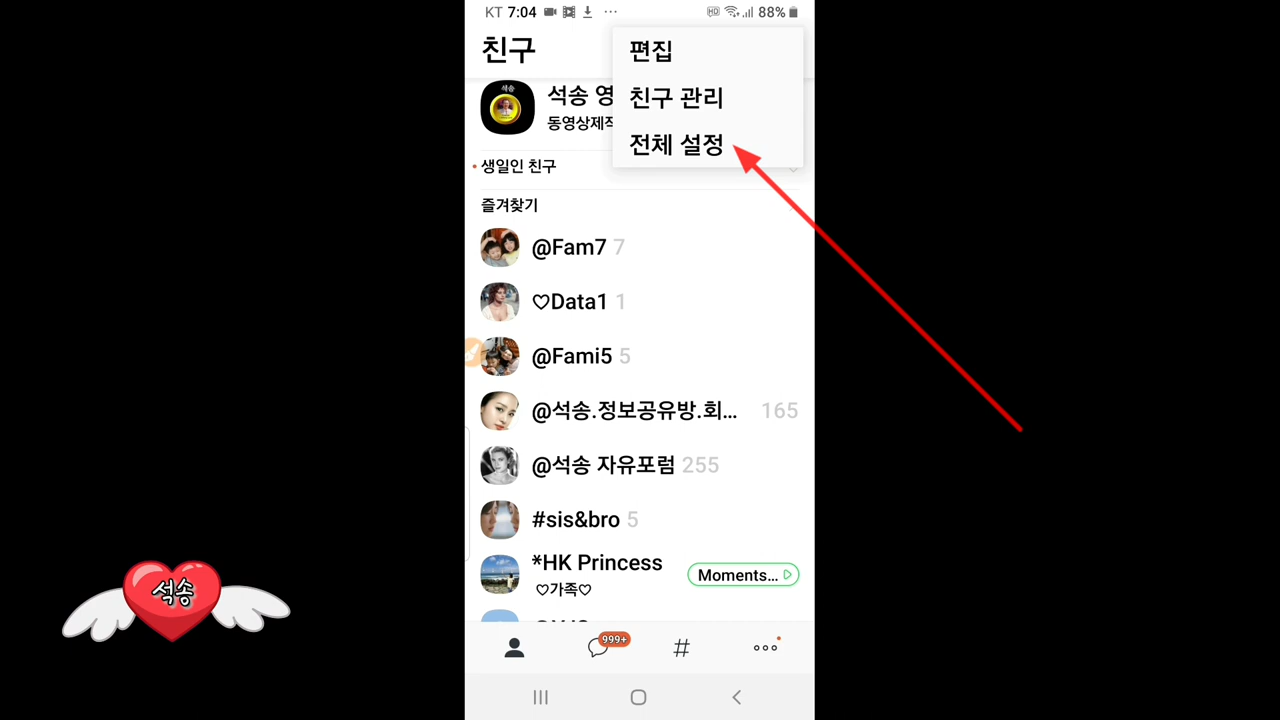 KT 7:04 ··· HD 88%
친구
편집
친구 관리
전체 설정
석송
석송 영
동영상제작
생일인 친구
즐겨찾기
@Fam7 7
♡Data1 1
@Fami5 5
@석송.정보공유방.회... 165
@석송 자유포럼 255
#sis&bro 5
*HK Princess
♡가족♡
Moments...
999+
#
석송